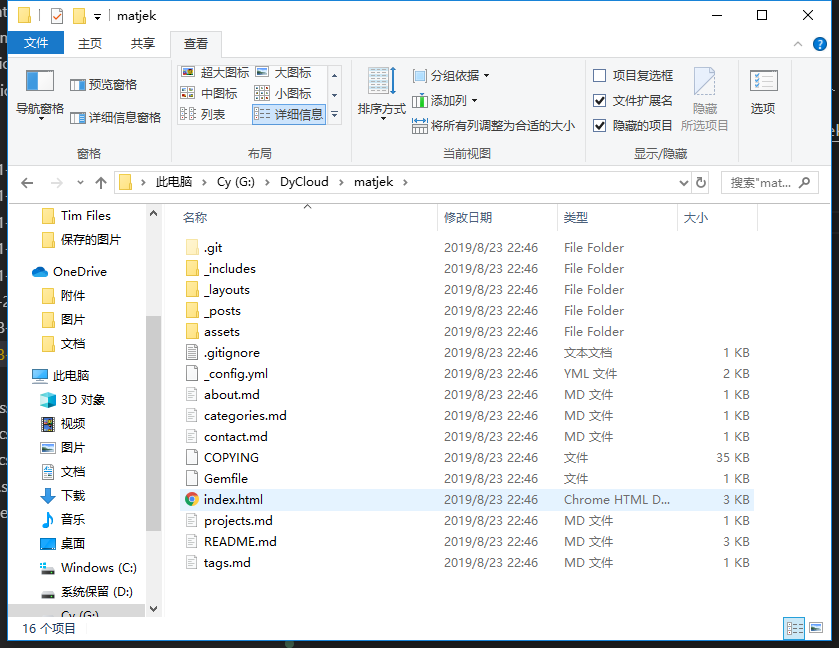 matjek
文件 主页 共享 查看
导航窗格 预览窗格 详细信息窗格
窗格
超大图标 大图标
中图标 小图标
列表 详细信息
布局
排序方式 分组依据
添加列
将所有列调整为合适的大小
当前视图
项目复选框
文件扩展名
隐藏的项目
隐藏
所选项目
显示/隐藏
选项
此电脑 Cy (G:) DyCloud matjek
搜索"mat...
Tim Files
保存的图片
OneDrive
附件
图片
文档
此电脑
3D 对象
视频
图片
文档
下载
音乐
桌面
Windows (C:)
系统保留 (D:)
Cy (G:)
名称 修改日期 类型 大小
.git 2019/8/23 22:46 File Folder
_includes 2019/8/23 22:46 File Folder
_layouts 2019/8/23 22:46 File Folder
_posts 2019/8/23 22:46 File Folder
assets 2019/8/23 22:46 File Folder
.gitignore 2019/8/23 22:46 文本文档 1 KB
_config.yml 2019/8/23 22:46 YML 文件 2 KB
about.md 2019/8/23 22:46 MD 文件 1 KB
categories.md 2019/8/23 22:46 MD 文件 1 KB
contact.md 2019/8/23 22:46 MD 文件 1 KB
COPYING 2019/8/23 22:46 文件 35 KB
Gemfile 2019/8/23 22:46 文件 1 KB
index.html 2019/8/23 22:46 Chrome HTML D... 3 KB
projects.md 2019/8/23 22:46 MD 文件 1 KB
README.md 2019/8/23 22:46 MD 文件 3 KB
tags.md 2019/8/23 22:46 MD 文件 1 KB
16 个项目